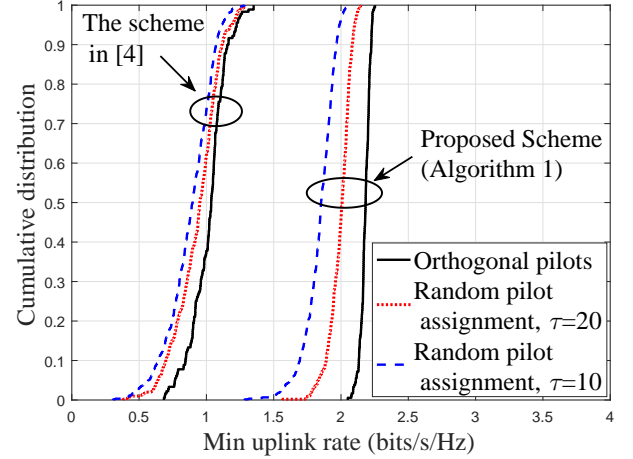 The scheme
in [4]
Proposed Scheme
(Algorithm 1)
Orthogonal pilots
Random pilot
assignment, τ=20
Random pilot
assignment, τ=10
Cumulative distribution
1
0.9
0.8
0.7
0.6
0.5
0.4
0.3
0.2
0.1
0
0
0.5
1
1.5
2
2.5
3
3.5
4
Min uplink rate (bits/s/Hz)